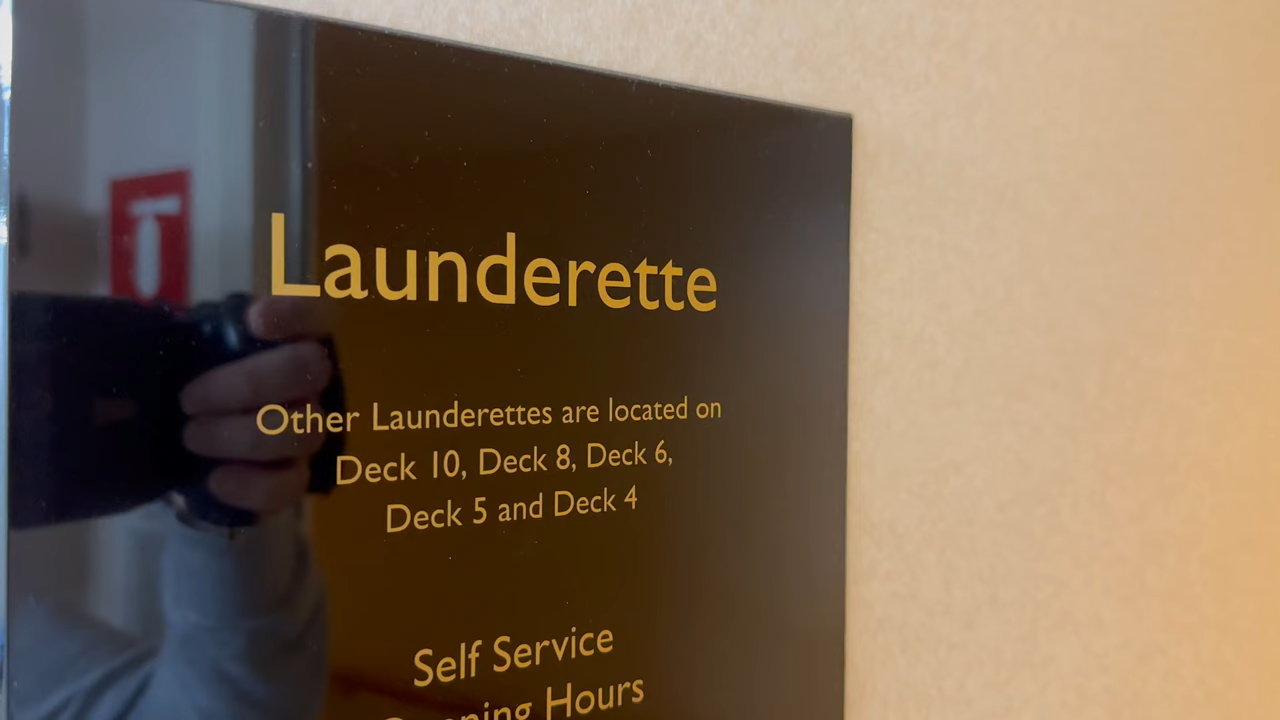 Launderette
Other Launderettes are located on
Deck 10, Deck 8, Deck 6,
Deck 5 and Deck 4
Self Service
Opening Hours